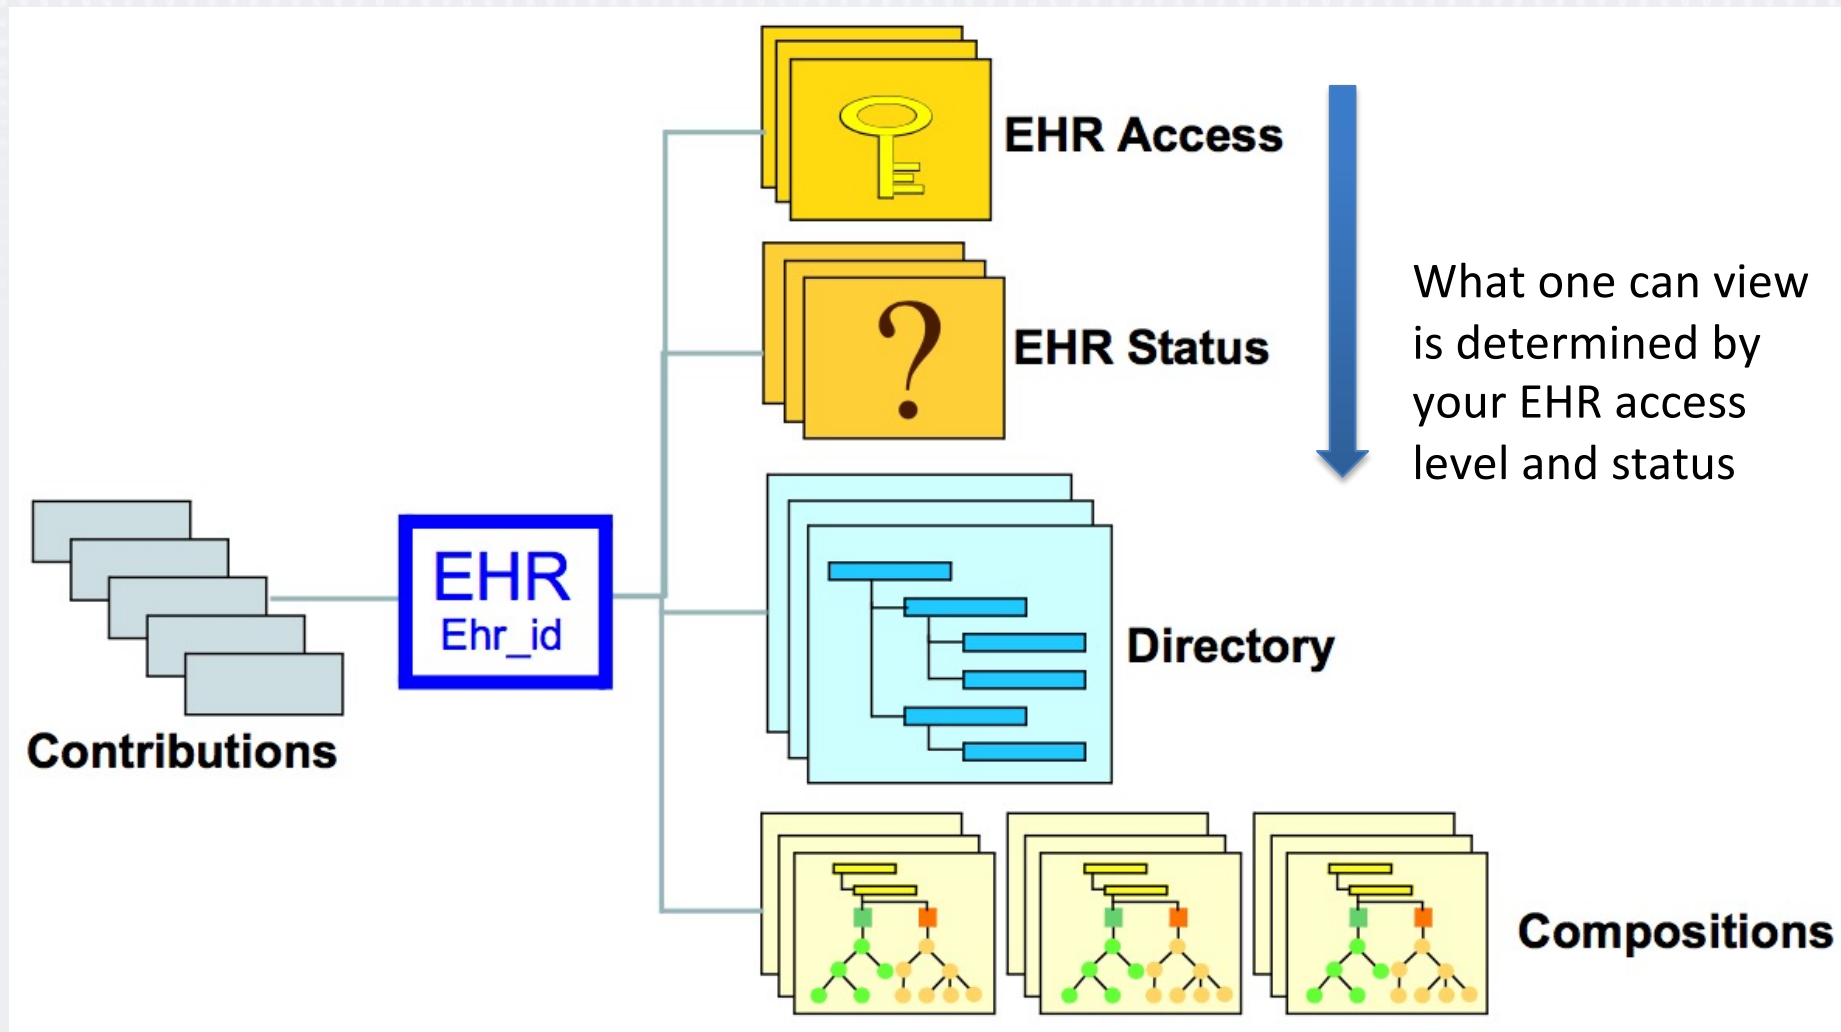 EHR Access
EHR Status
What one can view
is determined by
your EHR access
level and status
EHR
Ehr_id
Contributions
Directory
Compositions